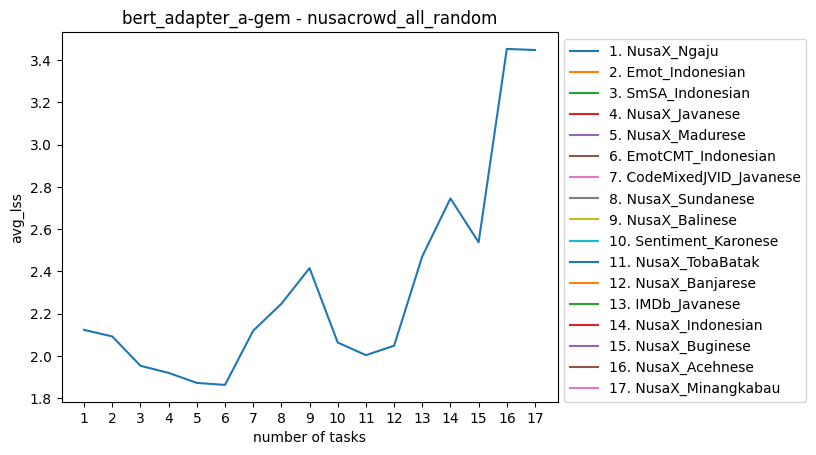 bert_adapter_a-gem - nusacrowd_all_random
avg_lss
3.4
3.2
3.0
2.8
2.6
2.4
2.2
2.0
1.8
1 2 3 4 5 6 7 8 9 10 11 12 13 14 15 16 17
number of tasks
1. NusaX_Ngaju
2. Emot_Indonesian
3. SmSA_Indonesian
4. NusaX_Javanese
5. NusaX_Madurese
6. EmotCMT_Indonesian
7. CodeMixedJVID_Javanese
8. NusaX_Sundanese
9. NusaX_Balinese
10. Sentiment_Karonese
11. NusaX_TobaBatak
12. NusaX_Banjarese
13. IMDb_Javanese
14. NusaX_Indonesian
15. NusaX_Buginese
16. NusaX_Acehnese
17. NusaX_Minangkabau